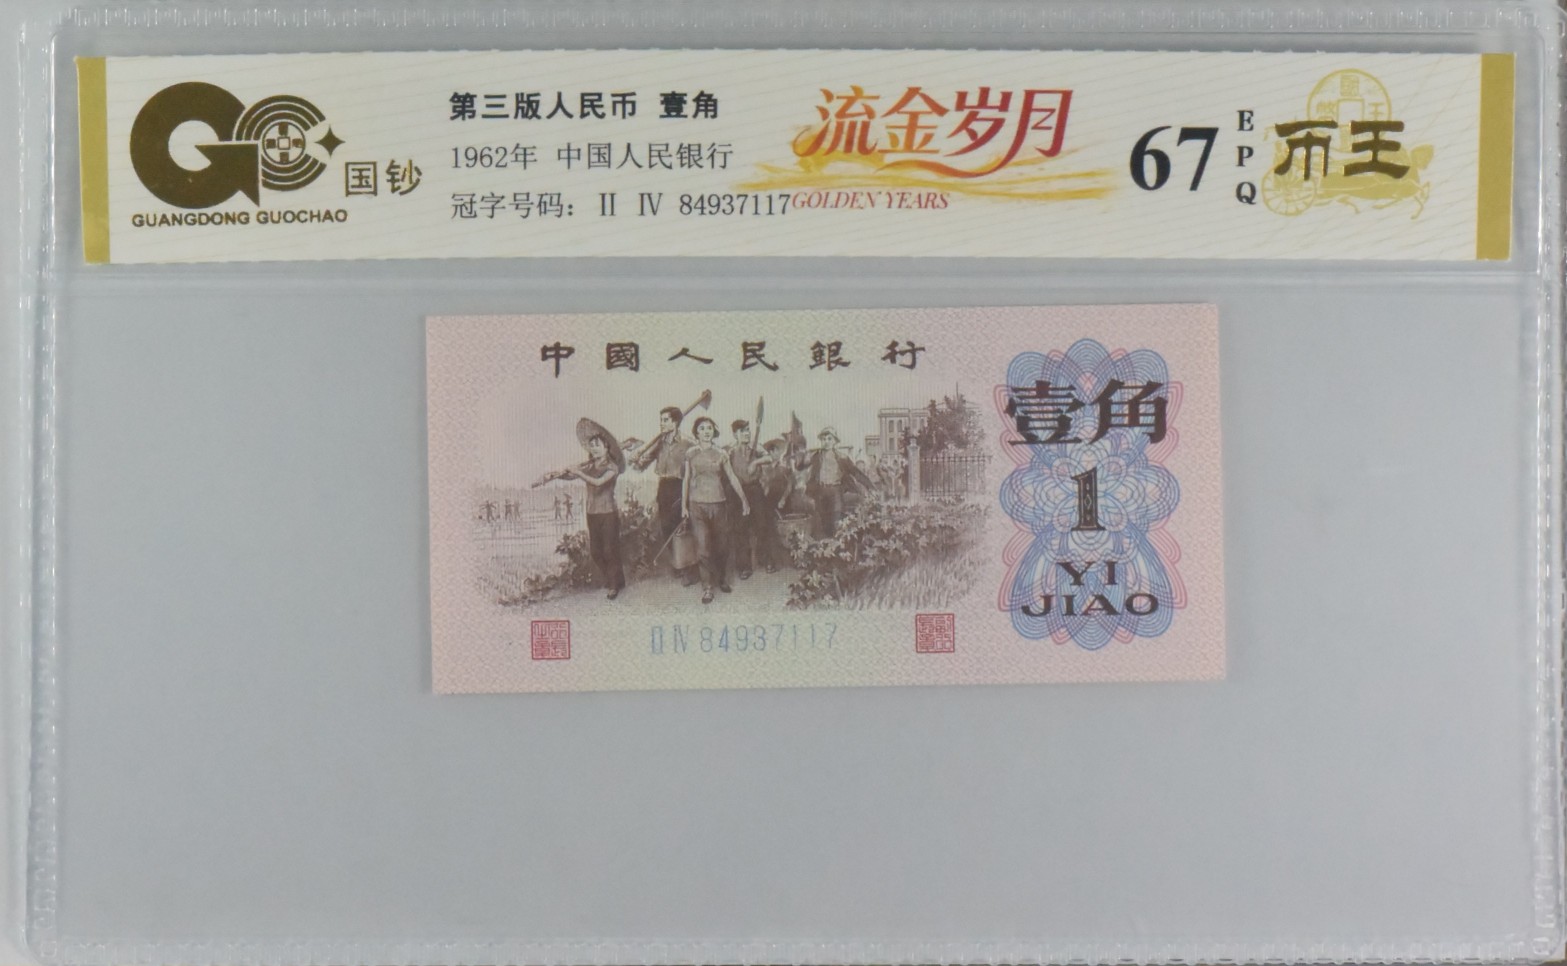 国钞
GUANGDONG GUOCHAO
第三版人民币 壹角
1962年 中国人民银行
冠字号码: II IV 84937117
流金岁月
GOLDEN YEARS
67
EPQ
币王
中國人民銀行
壹角
1
YI
JIAO
II IV 84937117